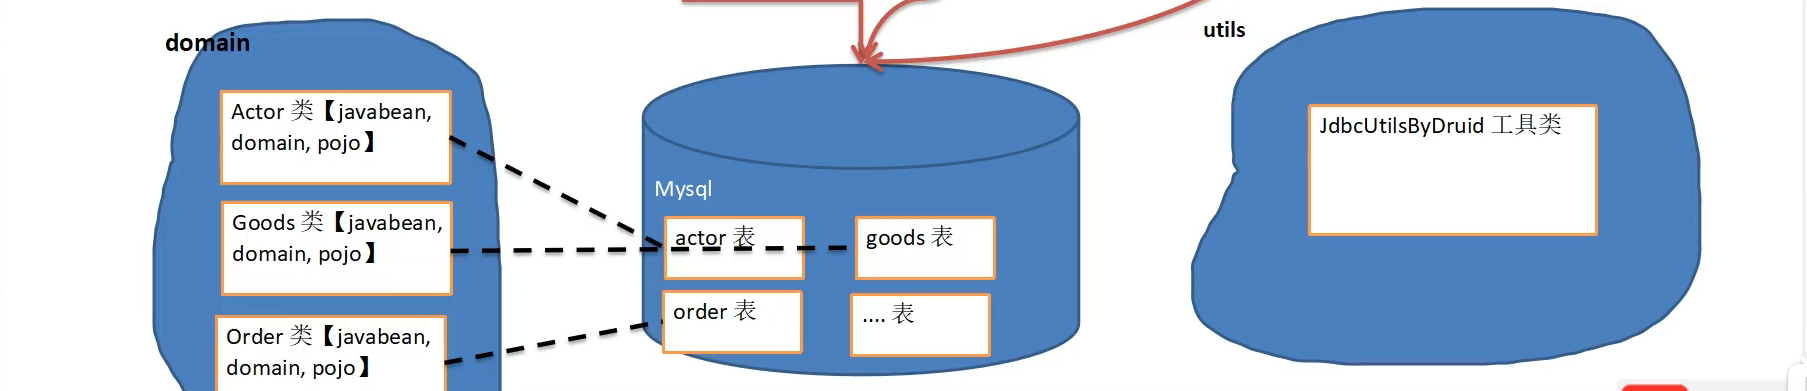 domain
utils
Actor 类【javabean,
domain, pojo】
JdbcUtilsByDruid 工具类
Mysql
Goods 类【javabean,
domain, pojo】
actor 表
goods 表
order 表
.... 表
Order 类【javabean,
domain, pojo】